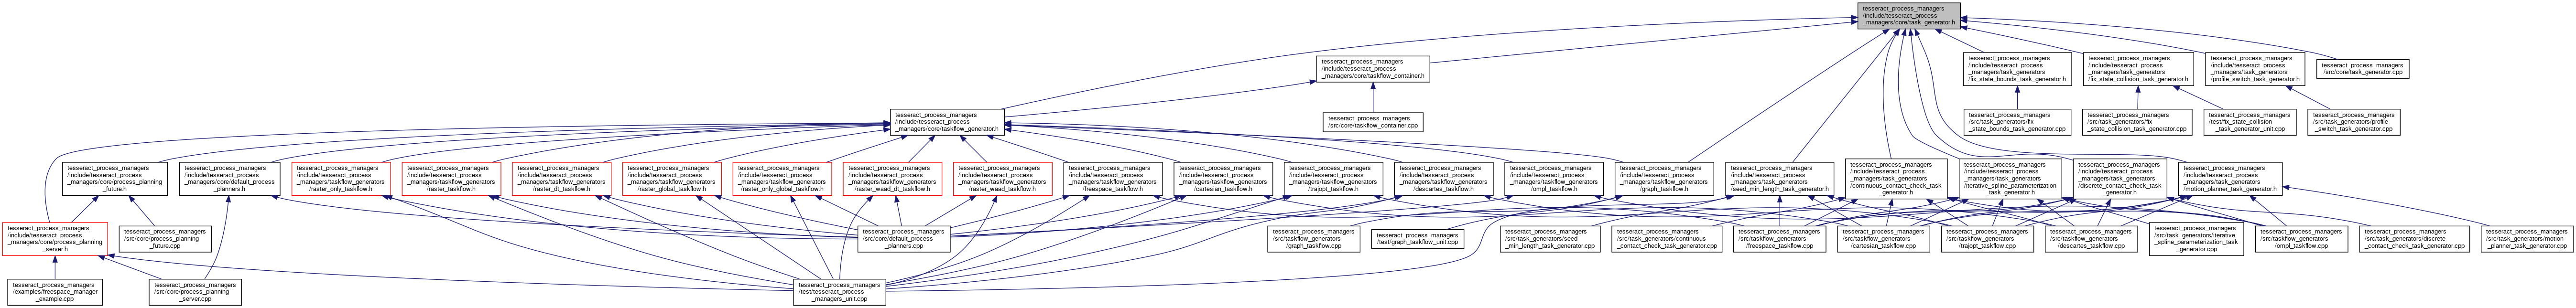 tesseract_process_managers
/include/tesseract_process
_managers/core/task_generator.h
tesseract_process_managers
/include/tesseract_process
_managers/core/taskflow_container.h
tesseract_process_managers
/include/tesseract_process
_managers/task_generators
/fix_state_bounds_task_generator.h
tesseract_process_managers
/include/tesseract_process
_managers/task_generators
/fix_state_collision_task_generator.h
tesseract_process_managers
/include/tesseract_process
_managers/task_generators
/profile_switch_task_generator.h
tesseract_process_managers
/src/core/task_generator.cpp
tesseract_process_managers
/include/tesseract_process
_managers/core/taskflow_generator.h
tesseract_process_managers
/src/core/taskflow_container.cpp
tesseract_process_managers
/src/task_generators/fix
_state_bounds_task_generator.cpp
tesseract_process_managers
/src/task_generators/fix
_state_collision_task_generator.cpp
tesseract_process_managers
/test/fix_state_collision
_task_generator_unit.cpp
tesseract_process_managers
/src/task_generators/profile
_switch_task_generator.cpp
tesseract_process_managers
/include/tesseract_process
_managers/core/process_planning
_future.h
tesseract_process_managers
/include/tesseract_process
_managers/core/default_process
_planners.h
tesseract_process_managers
/include/tesseract_process
_managers/taskflow_generators
/raster_only_taskflow.h
tesseract_process_managers
/include/tesseract_process
_managers/taskflow_generators
/raster_taskflow.h
tesseract_process_managers
/include/tesseract_process
_managers/taskflow_generators
/raster_dt_taskflow.h
tesseract_process_managers
/include/tesseract_process
_managers/taskflow_generators
/raster_global_taskflow.h
tesseract_process_managers
/include/tesseract_process
_managers/taskflow_generators
/raster_only_global_taskflow.h
tesseract_process_managers
/include/tesseract_process
_managers/taskflow_generators
/raster_waad_dt_taskflow.h
tesseract_process_managers
/include/tesseract_process
_managers/taskflow_generators
/raster_waad_taskflow.h
tesseract_process_managers
/include/tesseract_process
_managers/taskflow_generators
/freespace_taskflow.h
tesseract_process_managers
/include/tesseract_process
_managers/taskflow_generators
/cartesian_taskflow.h
tesseract_process_managers
/include/tesseract_process
_managers/taskflow_generators
/trajopt_taskflow.h
tesseract_process_managers
/include/tesseract_process
_managers/taskflow_generators
/descartes_taskflow.h
tesseract_process_managers
/include/tesseract_process
_managers/taskflow_generators
/ompl_taskflow.h
tesseract_process_managers
/include/tesseract_process
_managers/taskflow_generators
/graph_taskflow.h
tesseract_process_managers
/include/tesseract_process
_managers/task_generators
/seed_min_length_task_generator.h
tesseract_process_managers
/include/tesseract_process
_managers/task_generators
/continuous_contact_check_task
_generator.h
tesseract_process_managers
/include/tesseract_process
_managers/task_generators
/iterative_spline_parameterization
_task_generator.h
tesseract_process_managers
/include/tesseract_process
_managers/task_generators
/discrete_contact_check_task
_generator.h
tesseract_process_managers
/include/tesseract_process
_managers/task_generators
/motion_planner_task_generator.h
tesseract_process_managers
/include/tesseract_process
_managers/core/process_planning
_server.h
tesseract_process_managers
/src/core/process_planning
_future.cpp
tesseract_process_managers
/src/core/default_process
_planners.cpp
tesseract_process_managers
/src/taskflow_generators
/graph_taskflow.cpp
tesseract_process_managers
/test/graph_taskflow_unit.cpp
tesseract_process_managers
/src/task_generators/seed
_min_length_task_generator.cpp
tesseract_process_managers
/src/task_generators/continuous
_contact_check_task_generator.cpp
tesseract_process_managers
/src/taskflow_generators
/freespace_taskflow.cpp
tesseract_process_managers
/src/taskflow_generators
/cartesian_taskflow.cpp
tesseract_process_managers
/src/taskflow_generators
/trajopt_taskflow.cpp
tesseract_process_managers
/src/taskflow_generators
/descartes_taskflow.cpp
tesseract_process_managers
/src/task_generators/iterative
_spline_parameterization_task
_generator.cpp
tesseract_process_managers
/src/taskflow_generators
/ompl_taskflow.cpp
tesseract_process_managers
/src/task_generators/discrete
_contact_check_task_generator.cpp
tesseract_process_managers
/src/task_generators/motion
_planner_task_generator.cpp
tesseract_process_managers
/examples/freespace_manager
_example.cpp
tesseract_process_managers
/src/core/process_planning
_server.cpp
tesseract_process_managers
/test/tesseract_process
_managers_unit.cpp